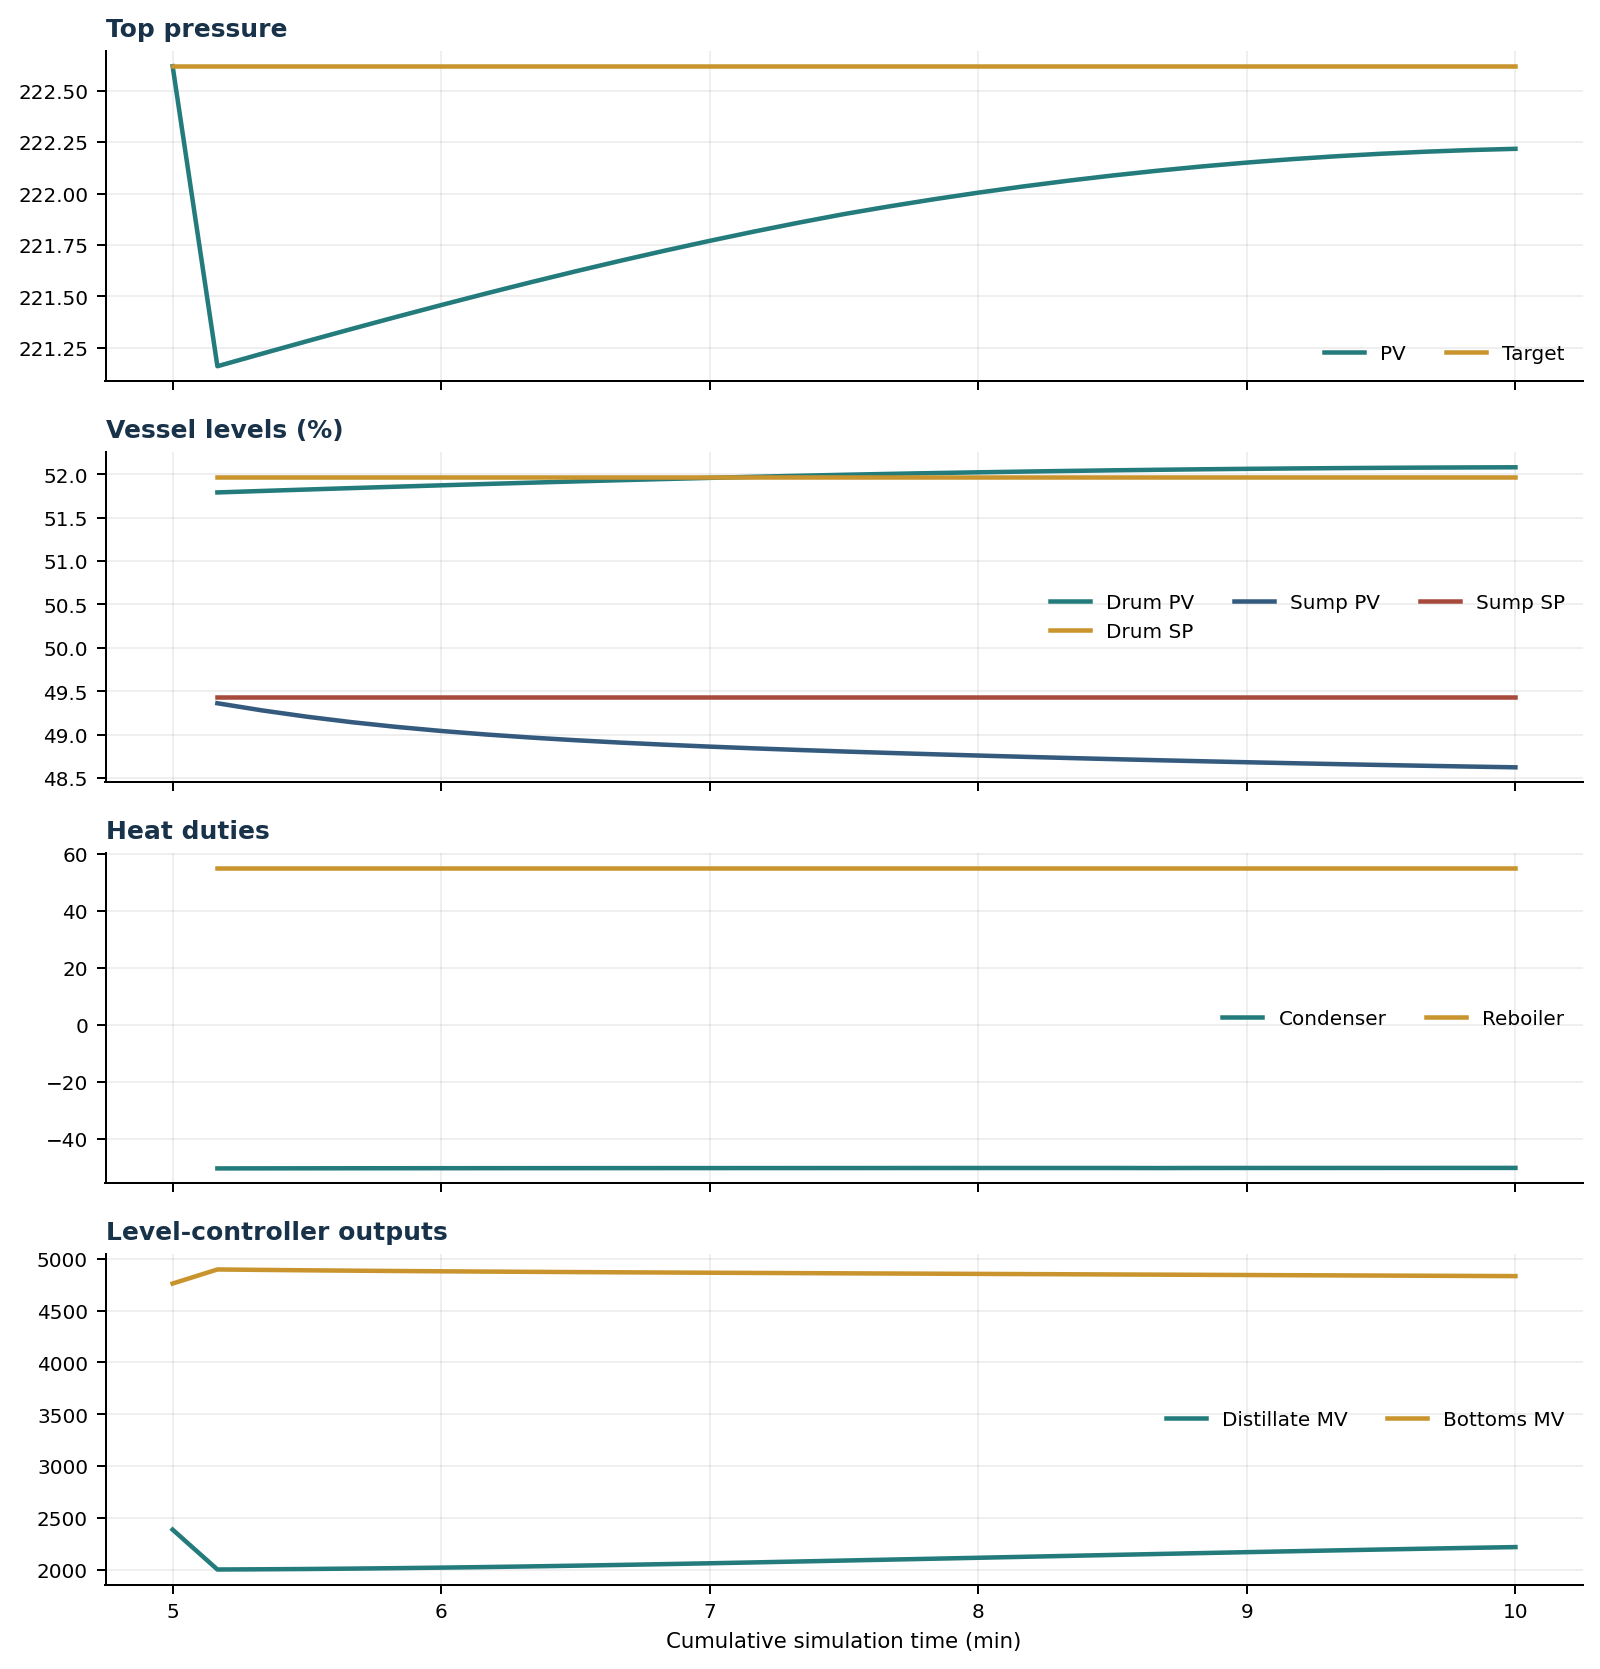 Top pressure
222.50
222.25
222.00
221.75
221.50
221.25
PV Target
Vessel levels (%)
52.0
51.5
51.0
50.5
50.0
49.5
49.0
48.5
Drum PV Sump PV Sump SP
Drum SP
Heat duties
60
40
20
0
−20
−40
Condenser Reboiler
Level-controller outputs
5000
4500
4000
3500
3000
2500
2000
Distillate MV Bottoms MV
5 6 7 8 9 10
Cumulative simulation time (min)